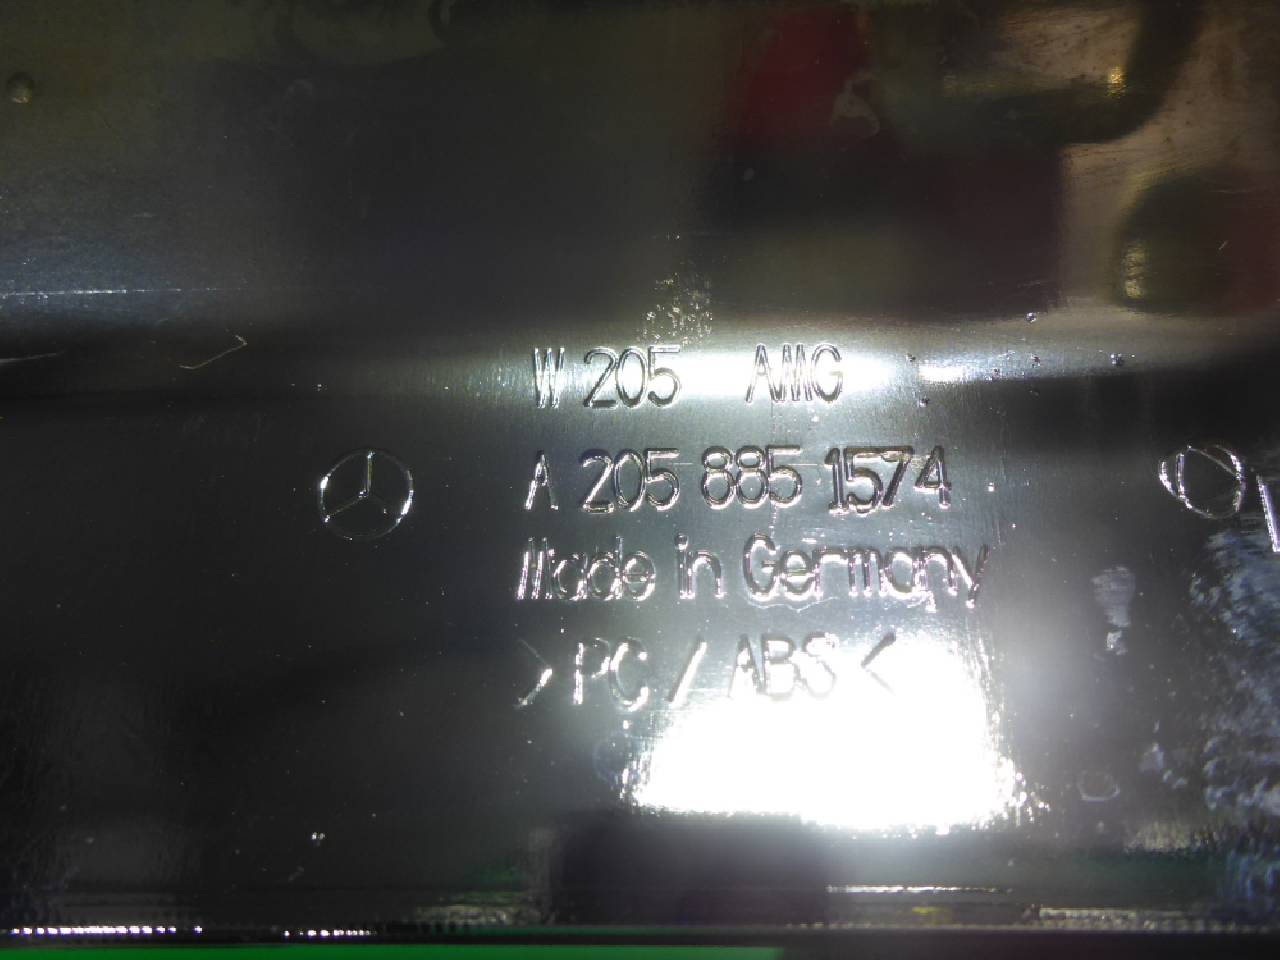 W 205 AMG
A 205 885 1574
Made in Germany
>PC/ABS<